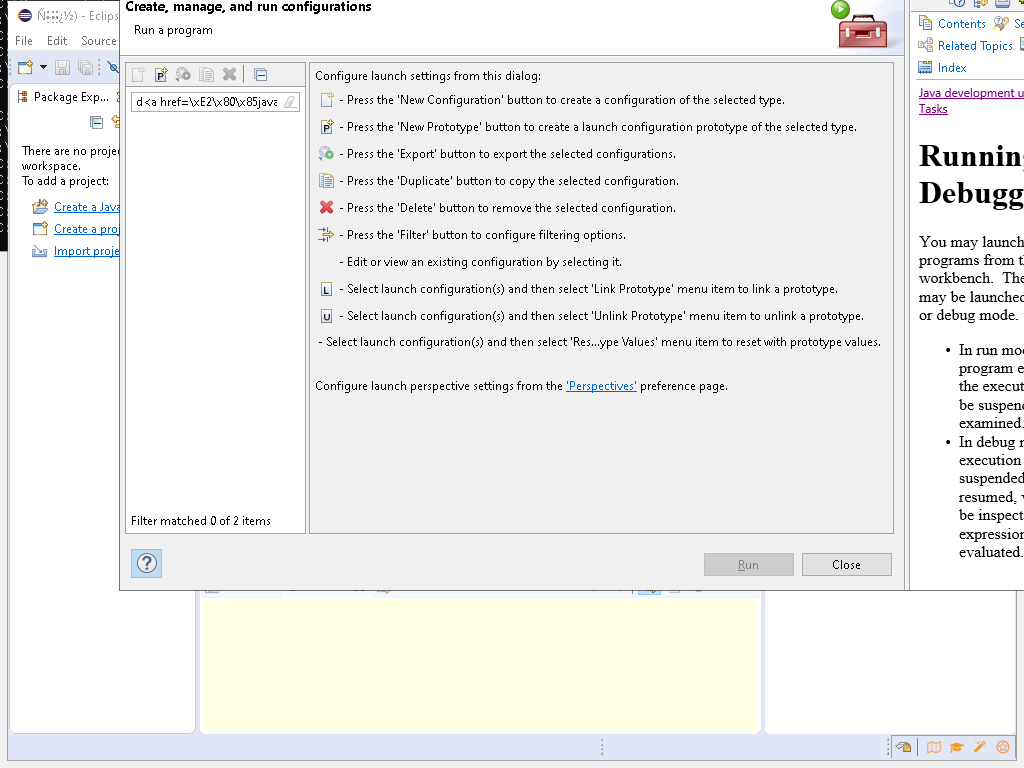 Eclips
File Edit Source
Package Exp...
There are no proje
workspace.
To add a project:
Create a Java
Create a proj
Import proje
Create, manage, and run configurations
Run a program
d<a href=\xE2\x80\x85java
Filter matched 0 of 2 items
Configure launch settings from this dialog:
- Press the 'New Configuration' button to create a configuration of the selected type.
- Press the 'New Prototype' button to create a launch configuration prototype of the selected type.
- Press the 'Export' button to export the selected configurations.
- Press the 'Duplicate' button to copy the selected configuration.
- Press the 'Delete' button to remove the selected configuration.
- Press the 'Filter' button to configure filtering options.
- Edit or view an existing configuration by selecting it.
- Select launch configuration(s) and then select 'Link Prototype' menu item to link a prototype.
- Select launch configuration(s) and then select 'Unlink Prototype' menu item to unlink a prototype.
- Select launch configuration(s) and then select 'Res...ype Values' menu item to reset with prototype values.
Configure launch perspective settings from the 'Perspectives' preference page.
Run Close
Contents Se
Related Topics
Index
Java development u
Tasks
Running
Debugg
You may launch
programs from th
workbench. The
may be launched
or debug mode.
• In run mod
program e
the execut
be suspend
examined.
• In debug m
execution
suspended
resumed, v
be inspect
expression
evaluated.